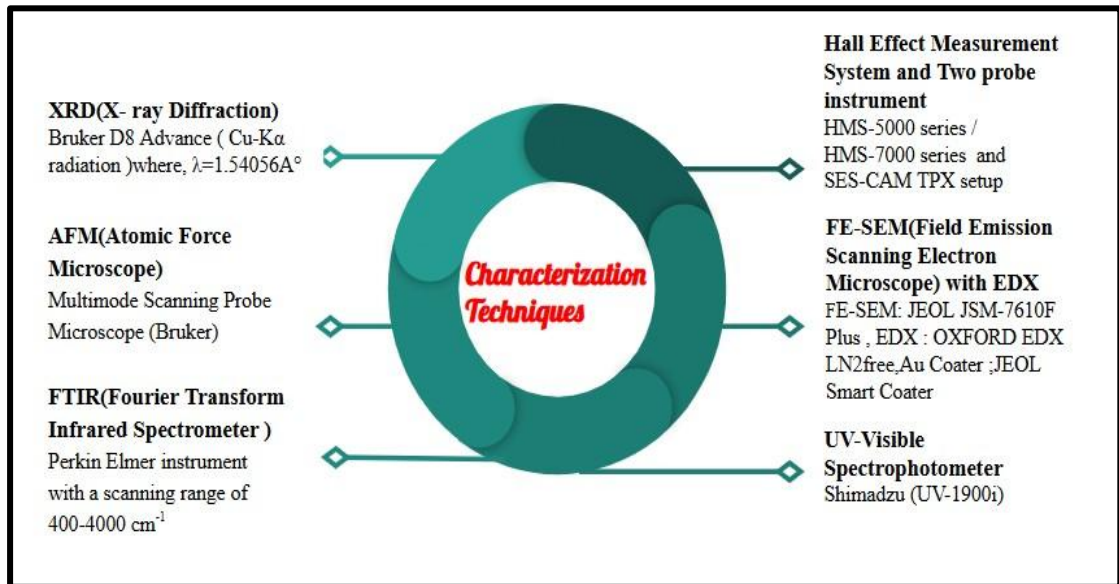 XRD(X- ray Diffraction)
Bruker D8 Advance ( Cu-Kα
radiation )where, λ=1.54056A°
AFM(Atomic Force
Microscope)
Multimode Scanning Probe
Microscope (Bruker)
FTIR(Fourier Transform
Infrared Spectrometer )
Perkin Elmer instrument
with a scanning range of
400-4000 cm⁻¹
Characterization
Techniques
Hall Effect Measurement
System and Two probe
instrument
HMS-5000 series /
HMS-7000 series and
SES-CAM TPX setup
FE-SEM(Field Emission
Scanning Electron
Microscope) with EDX
FE-SEM: JEOL JSM-7610F
Plus , EDX : OXFORD EDX
LN2free,Au Coater ;JEOL
Smart Coater
UV-Visible
Spectrophotometer
Shimadzu (UV-1900i)